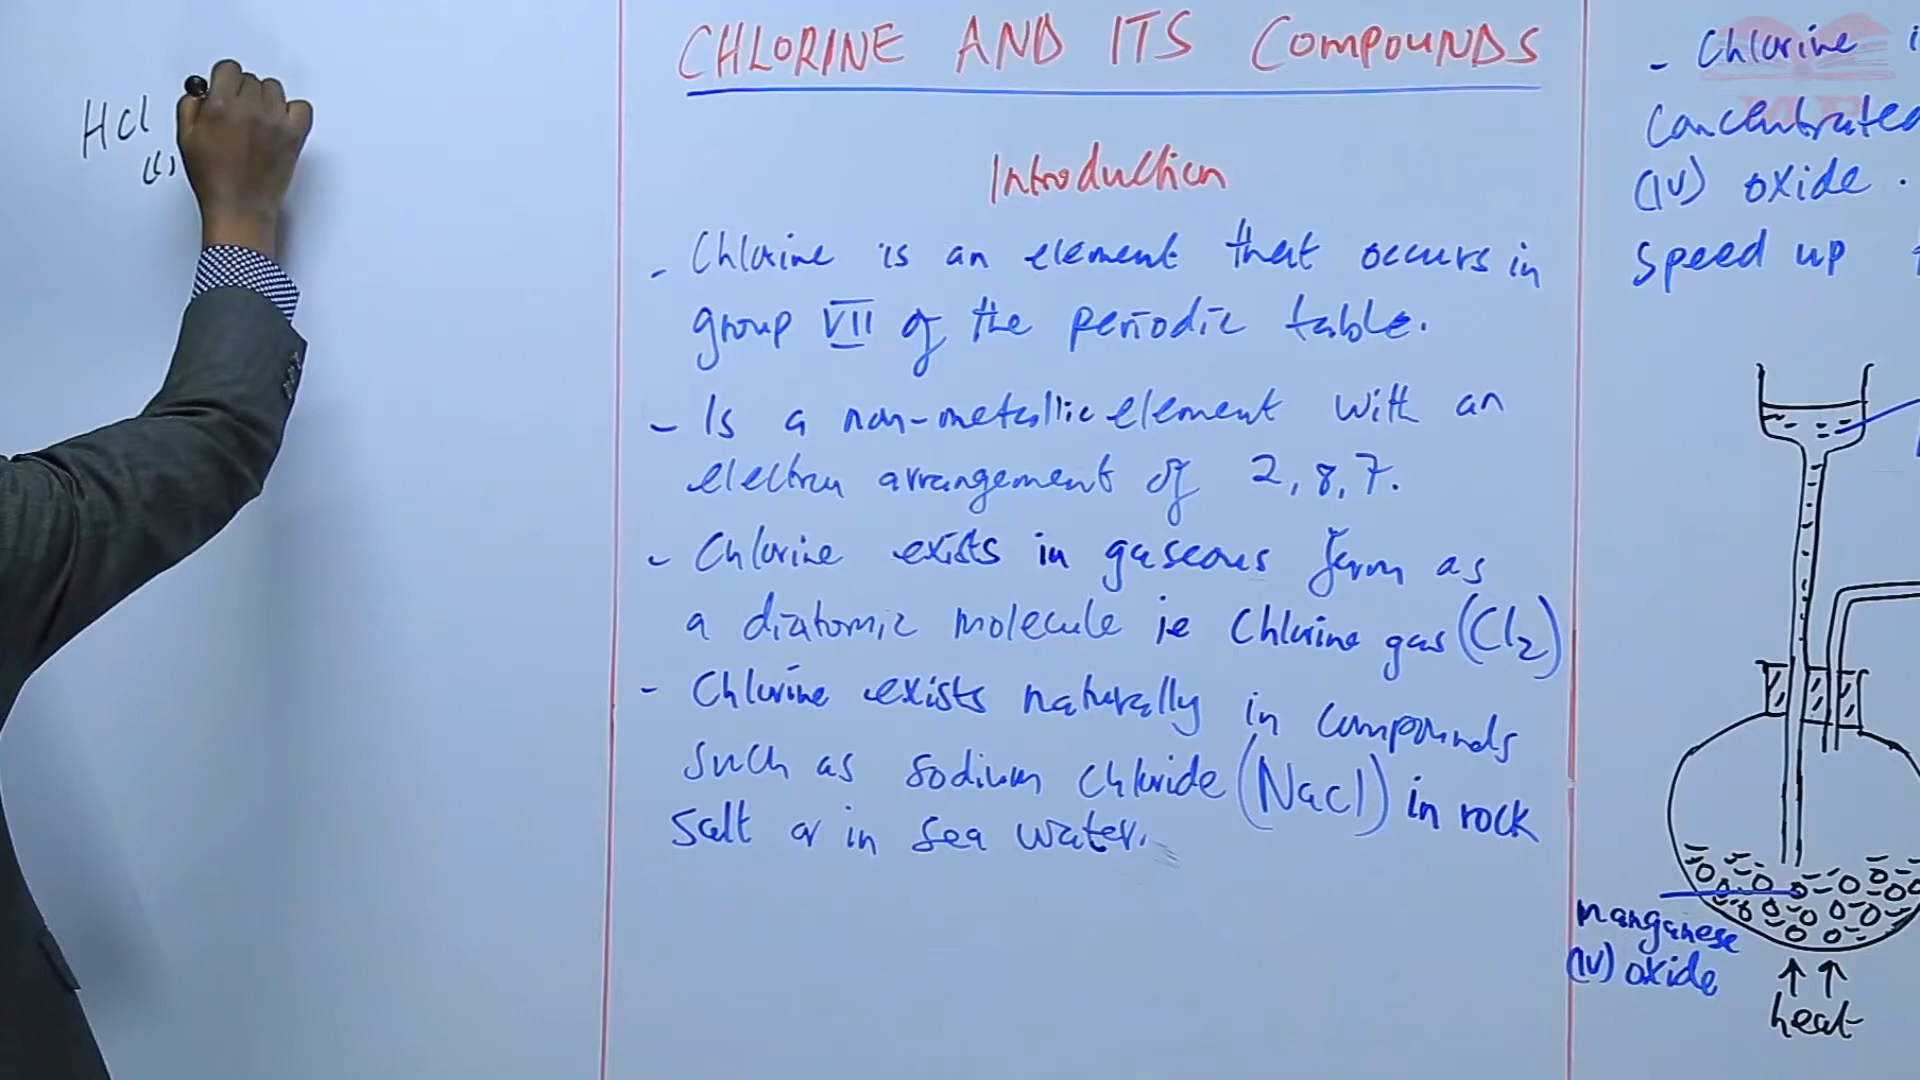 HCl
(l)
CHLORINE AND ITS COMPOUNDS
Introduction
- Chlorine is an element that occurs in
group VII of the periodic table.
- Is a non-metallic element with an
electron arrangement of 2,8,7.
- Chlorine exists in gaseous form as
a diatomic molecule ie Chlorine gas (Cl2)
- Chlorine exists naturally in compounds
such as sodium chloride (NaCl) in rock
salt or in sea water.
- Chlorine i
Concentrated
(IV) oxide.
Speed up
manganese
(IV) oxide
heat